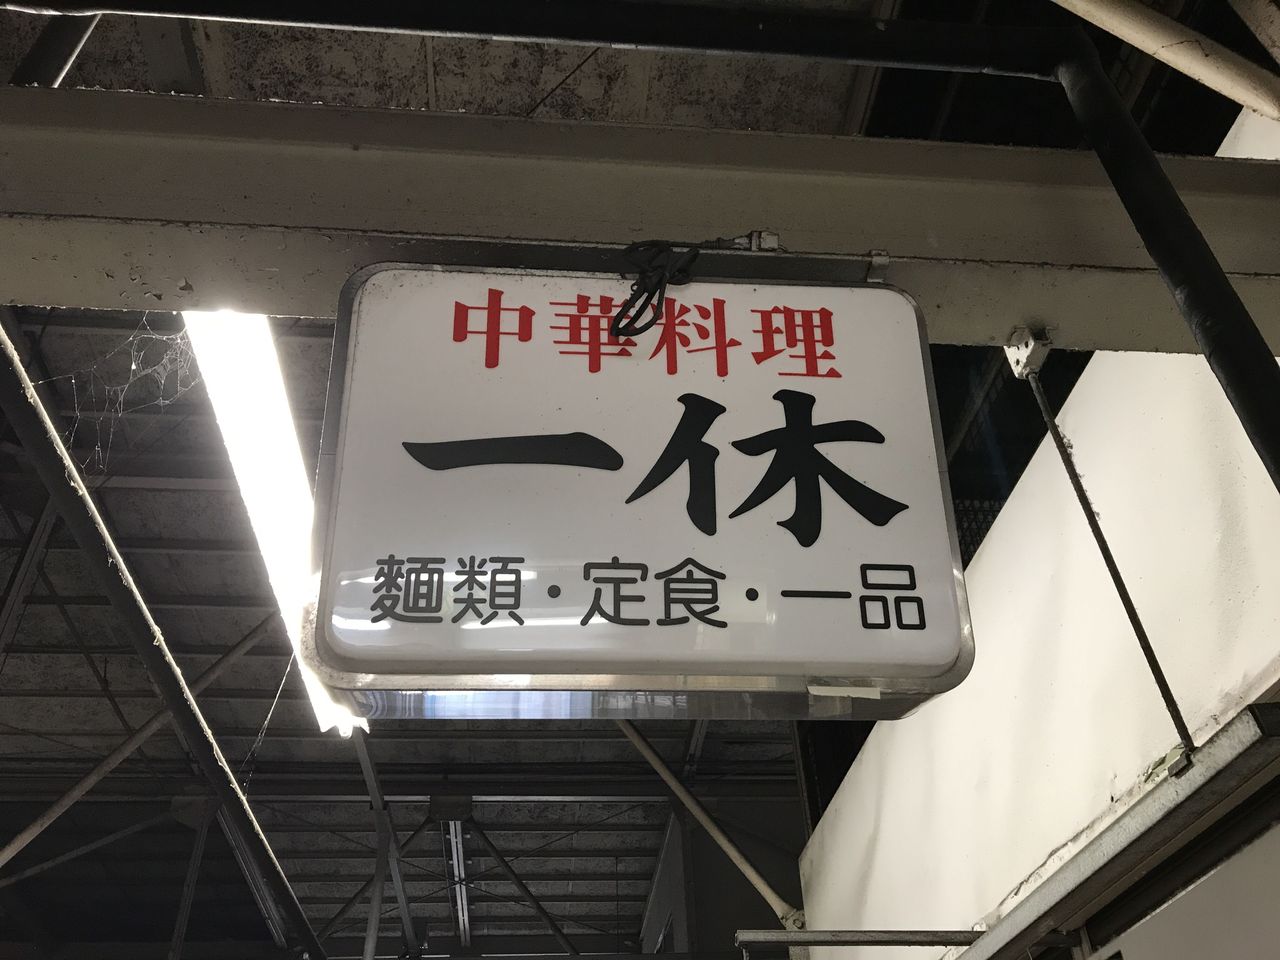 中華料理
一休
麺類・定食・一品